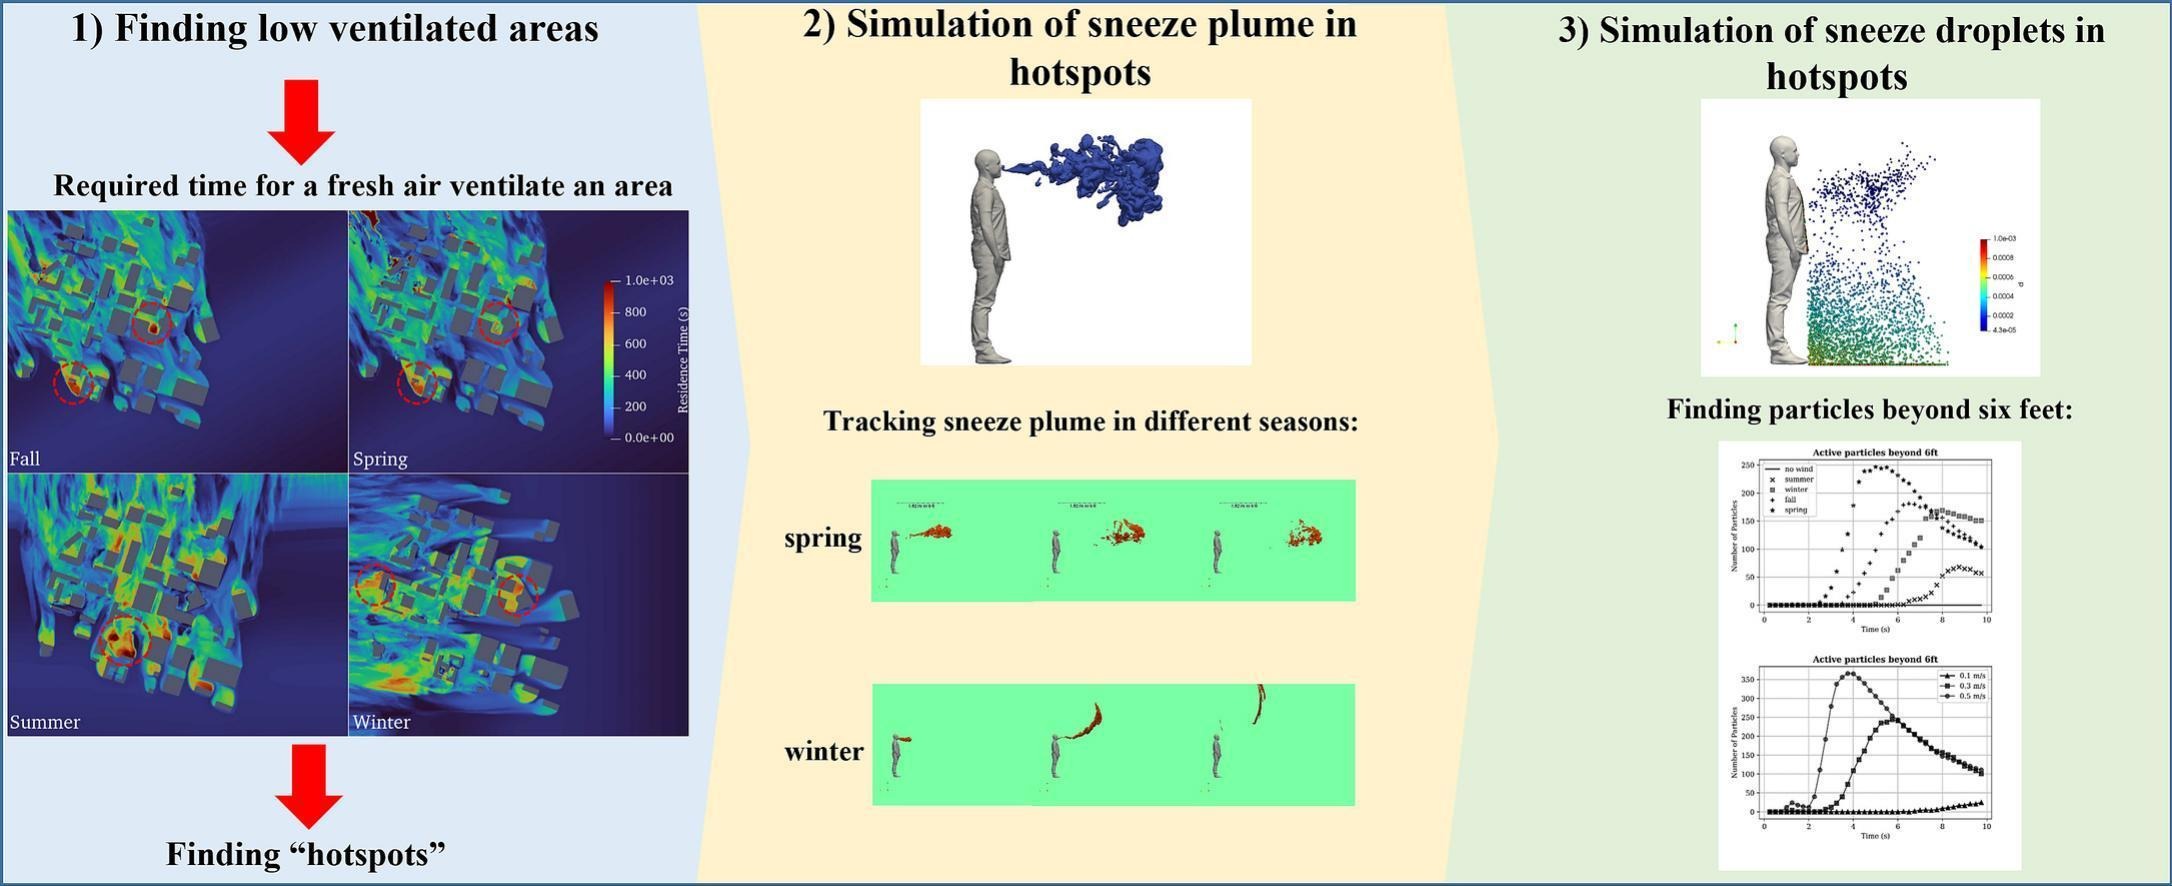 1) Finding low ventilated areas
Required time for a fresh air ventilate an area
Fall
Spring
1.0e+03
800
600
400
200
0.0e+00
Residence Time (s)
Summer
Winter
Finding “hotspots”
2) Simulation of sneeze plume in
hotspots
Tracking sneeze plume in different seasons:
spring
winter
3) Simulation of sneeze droplets in
hotspots
1.0e-03
0.0008
0.0006
0.0004
0.0002
4.3e-05
d
Finding particles beyond six feet:
Active particles beyond 6ft
no wind
summer
winter
fall
spring
Number of Particles
250
200
150
100
50
0
0 2 4 6 8 10
Time (s)
Active particles beyond 6ft
0.1 m/s
0.3 m/s
0.5 m/s
Number of Particles
350
300
250
200
150
100
50
0
0 2 4 6 8 10
Time (s)